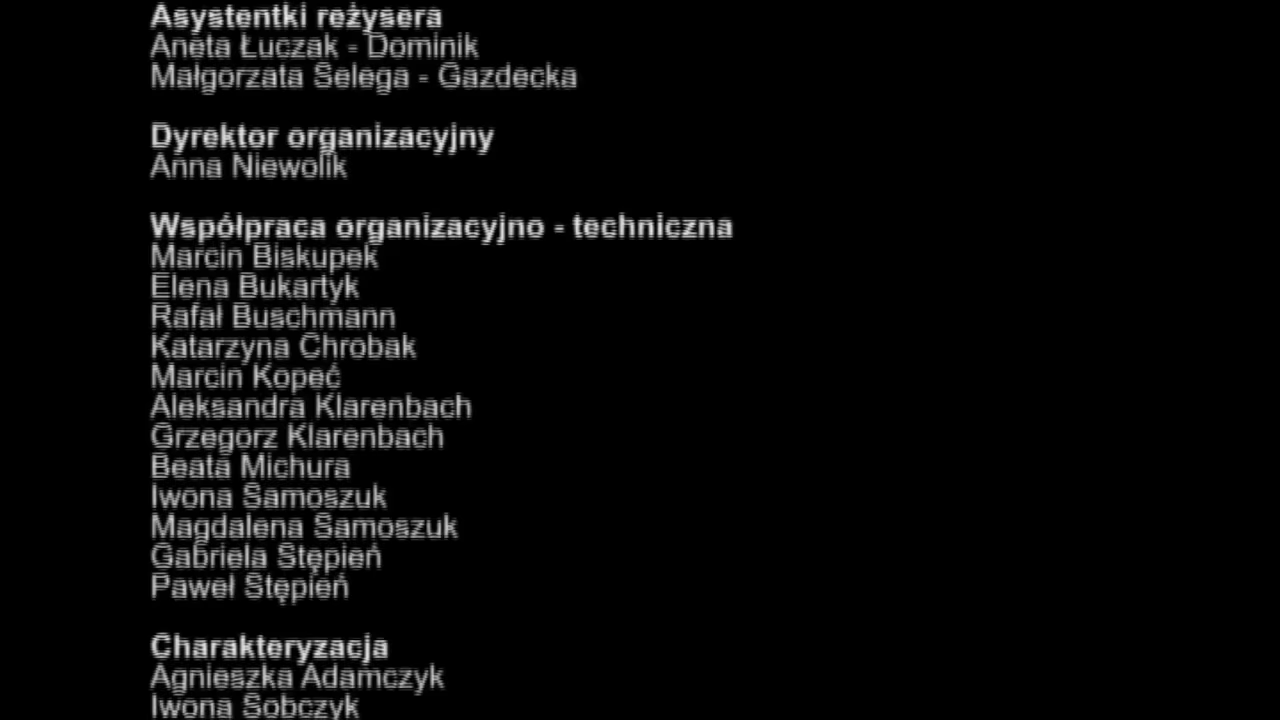 Asystentki reżysera
Aneta Łuczak - Dominik
Małgorzata Selega - Gazdecka
Dyrektor organizacyjny
Anna Niewolik
Współpraca organizacyjno - techniczna
Marcin Biskupek
Elena Bukartyk
Rafał Buschmann
Katarzyna Chrobak
Marcin Kopeć
Aleksandra Klarenbach
Grzegorz Klarenbach
Beata Michura
Iwona Samoszuk
Magdalena Samoszuk
Gabriela Stępień
Paweł Stępień
Charakteryzacja
Agnieszka Adamczyk
Iwona Sobczyk